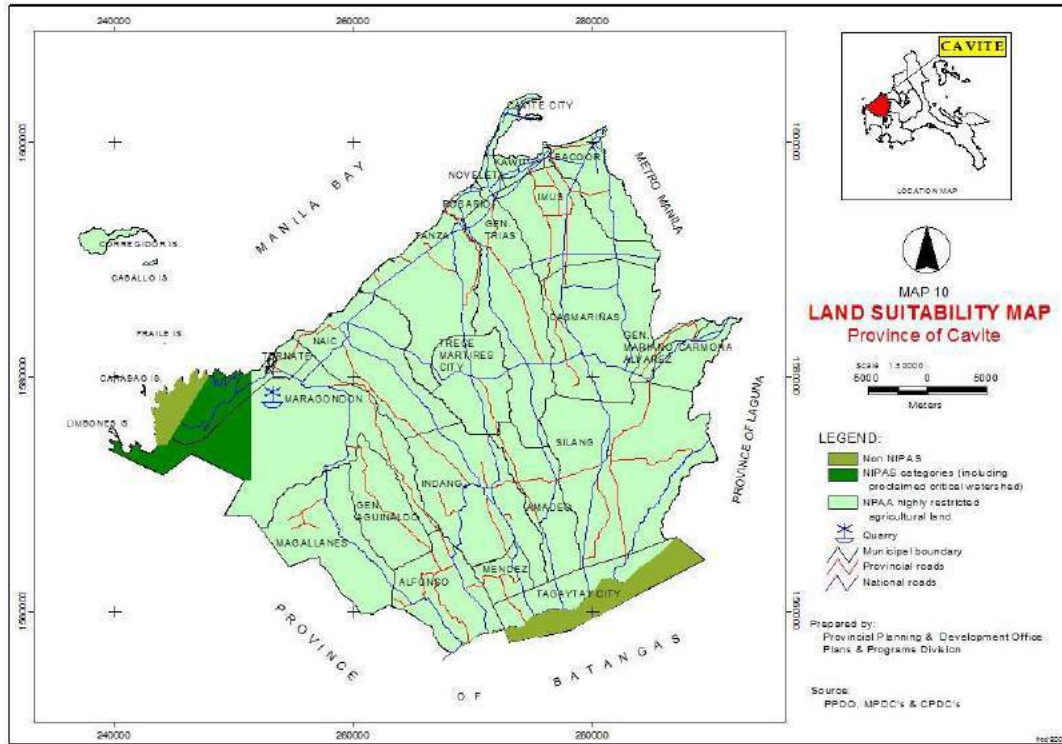 240000
260000
280000
CAVITE
LOCATION MAP
MAP 10
LAND SUITABILITY MAP
Province of Cavite
Scale
5000
0
5000
Meters
LEGEND:
Non NIPAS
NIPAS categories (including
proclaimed critical watershed)
NPAA highly restricted
agricultural land
Quarry
Municipal boundary
Provincial roads
National roads
Prepared by:
Provincial Planning & Development Office
Plans & Programs Division
Source:
PPDO, MPDC's & CPDC's
CAVITE CITY
BACOOR
KAWIT
NOVELETA
IMUS
ROSARIO
GEN.
TRIAS
TANZA
METRO MANILA
MANILA BAY
CORREGIDOR IS.
CABALLO IS.
FRAILE IS.
CARABAO IS.
LIMBONES IS.
DASMARIÑAS
GEN.
MARIANO
ALVAREZ
CARMONA
NAIC
TRECE
MARTIRES
CITY
TERNATE
MARAGONDON
SILANG
PROVINCE OF LAGUNA
INDANG
AMADEO
GEN.
AGUINALDO
MAGALLANES
MENDEZ
ALFONSO
TAGAYTAY CITY
PROVINCE OF BATANGAS
240000
260000
280000